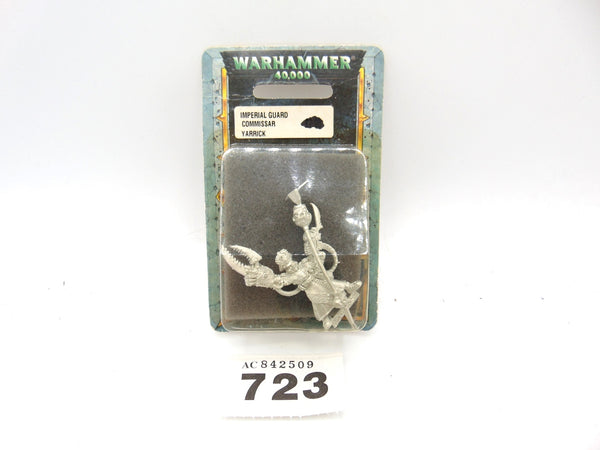 WARHAMMER
40,000
IMPERIAL GUARD
COMMISSAR
YARRICK
AC842509
723